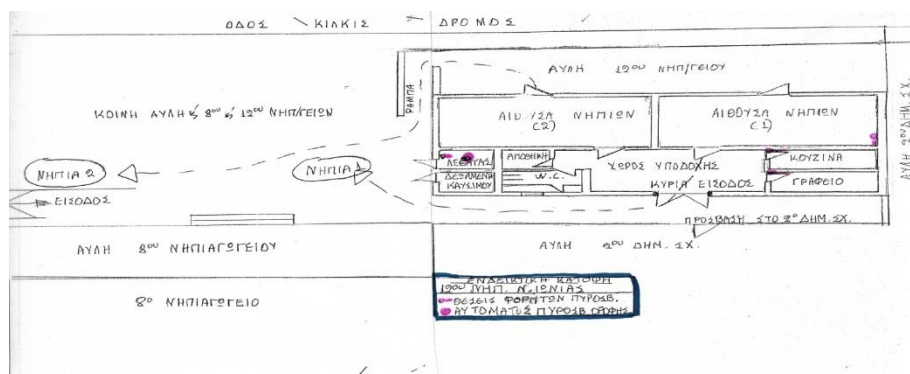 ΟΔΟΣ ΚΙΛΚΙΣ ΔΡΟΜΟΣ
ΑΥΛΗ 12ου ΝΗΠ/ΓΕΙΟΥ
ΡΑΜΠΑ
ΚΟΙΝΗ ΑΥΛΗ 8ου & 12ου ΝΗΠ/ΓΕΙΩΝ
ΑΙΘΟΥΣΑ ΝΗΠΙΩΝ
(2)
ΑΙΘΟΥΣΑ ΝΗΠΙΩΝ
(1)
ΑΥΛΗ 2ου ΔΗΜ. ΣΧ.
ΛΕΒΗΤΑΣ
ΑΠΟΘΗΚΗ
ΧΩΡΟΣ ΥΠΟΔΟΧΗΣ
ΚΟΥΖΙΝΑ
ΝΗΠΙΑ 2
ΝΗΠΙΑ 1
ΔΕΞΑΜΕΝΗ
ΚΑΥΣΙΜΟΥ
W.C.
ΚΥΡΙΑ ΕΙΣΟΔΟΣ
ΓΡΑΦΕΙΟ
ΕΙΣΟΔΟΣ
ΠΡΟΣΒΑΣΗ ΣΤΟ 2ο ΔΗΜ. ΣΧ.
ΑΥΛΗ 8ου ΝΗΠΙΑΓΩΓΕΙΟΥ
ΑΥΛΗ 2ου ΔΗΜ. ΣΧ.
8ο ΝΗΠΙΑΓΩΓΕΙΟ
ΕΝΔΕΙΚΤΙΚΗ ΚΑΤΟΨΗ
12ου ΝΗΠ. Ν. ΙΩΝΙΑΣ
ΘΕΣΕΙΣ ΦΟΡΗΤΩΝ ΠΥΡΟΣΒ.
ΑΥΤΟΜΑΤΟΣ ΠΥΡΟΣΒ. ΟΡΟΦΗΣ